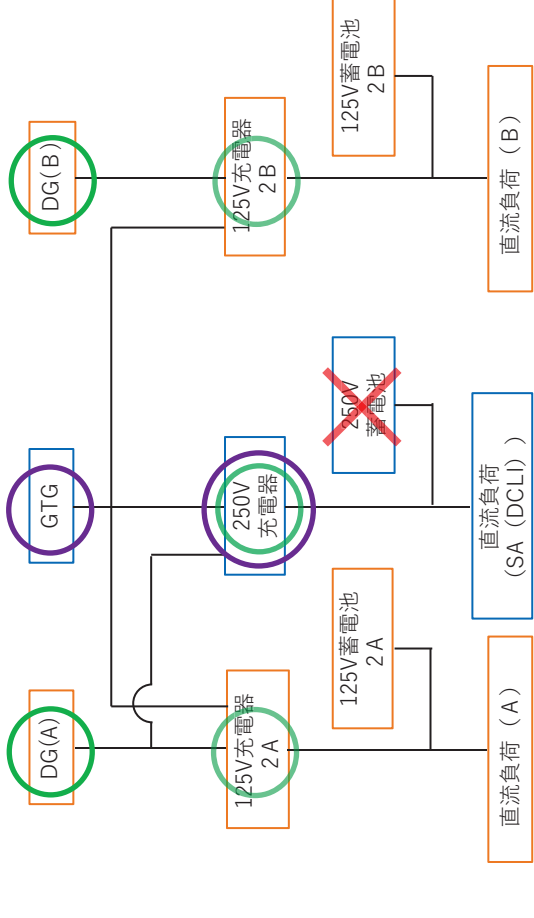 DG(A)
GTG
DG(B)
125V充電器
2A
250V
充電器
125V充電器
2B
125V蓄電池
2A
250V
蓄電池
125V蓄電池
2B
直流負荷（A）
直流負荷
（SA（DCLI））
直流負荷（B）